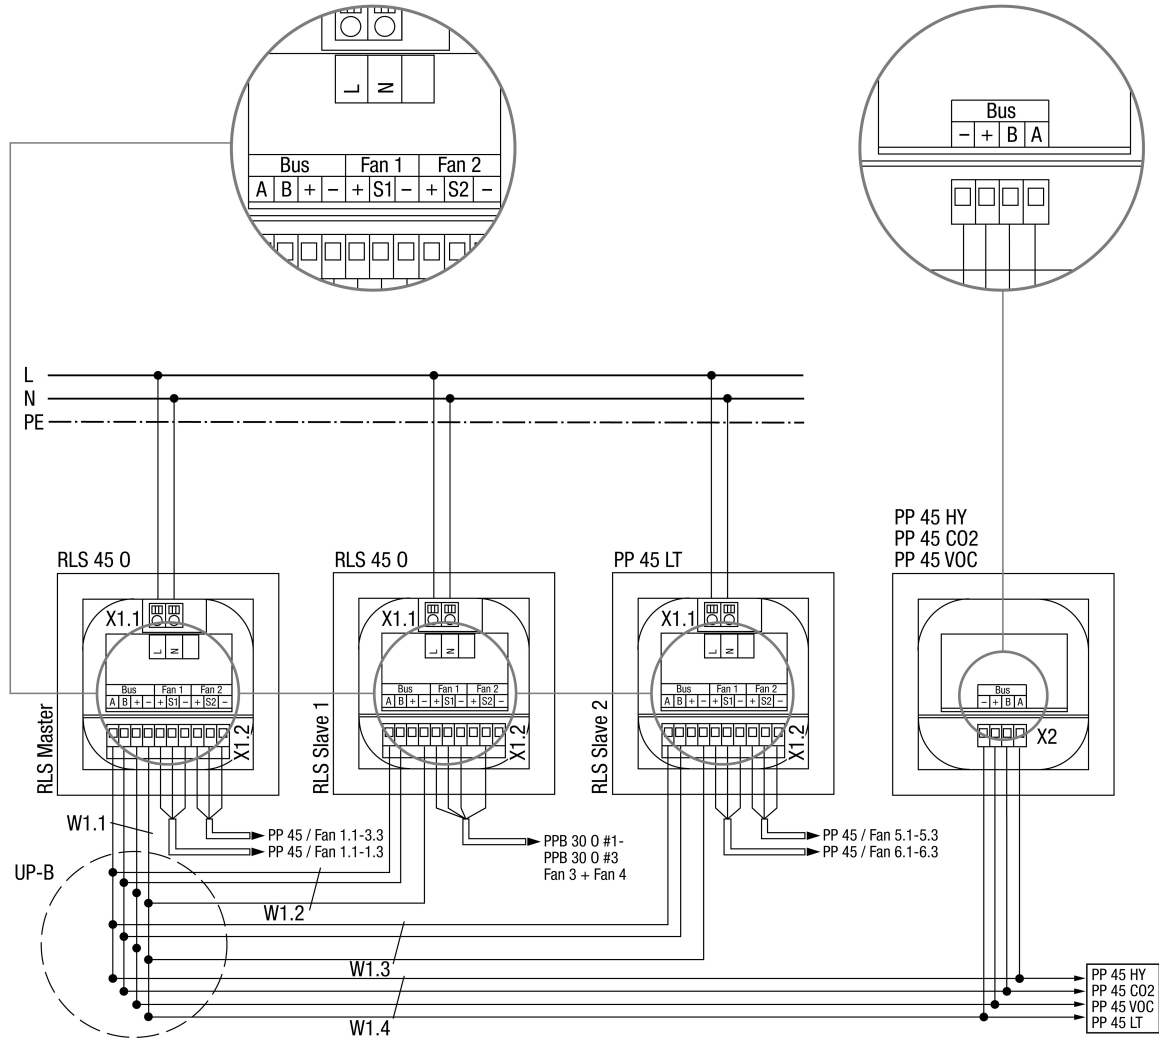 L N
Bus Fan 1 Fan 2
A B + − + S1 − + S2 −
Bus
− + B A
L
N
PE
PP 45 HY
PP 45 CO2
PP 45 VOC
RLS 45 O
RLS 45 O
PP 45 LT
X1.1
X1.1
X1.1
L N
L N
L N
Bus Fan 1 Fan 2
A B + − + S1 − + S2 −
Bus Fan 1 Fan 2
A B + − + S1 − + S2 −
Bus Fan 1 Fan 2
A B + − + S1 − + S2 −
Bus
− + B A
RLS Master
X1.2
RLS Slave 1
X1.2
RLS Slave 2
X1.2
X2
W1.1
PP 45 / Fan 1.1-3.3
PP 45 / Fan 1.1-1.3
PPB 30 O #1-
PPB 30 O #3
Fan 3 + Fan 4
PP 45 / Fan 5.1-5.3
PP 45 / Fan 6.1-6.3
UP-B
W1.2
W1.3
W1.4
PP 45 HY
PP 45 CO2
PP 45 VOC
PP 45 LT